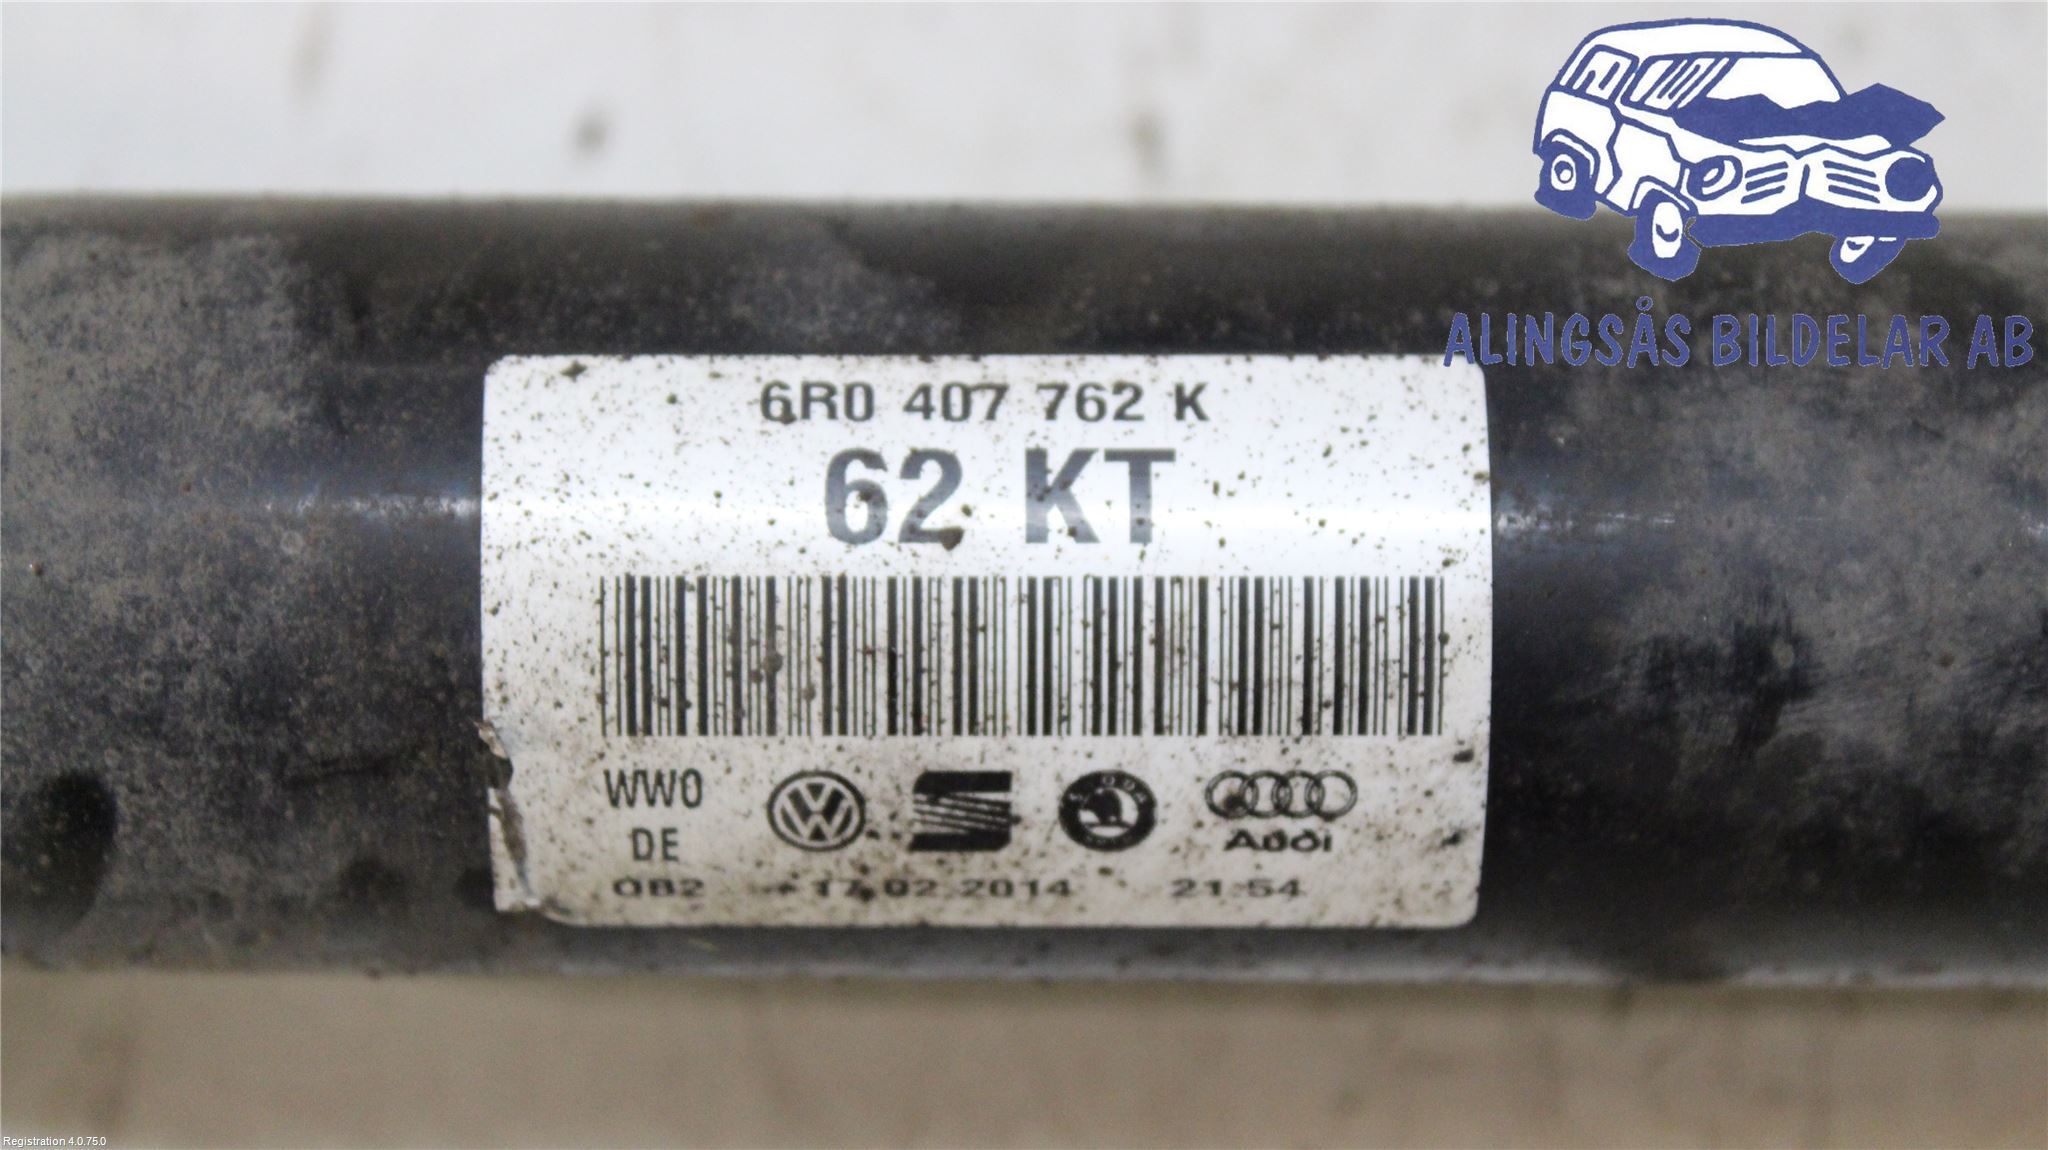 ALINGSÅS BILDELAR AB
6R0 407 762 K
62 KT
WW0
DE
Audi
OB2 17.02.2014 21:54
Registration 4.0.75.0